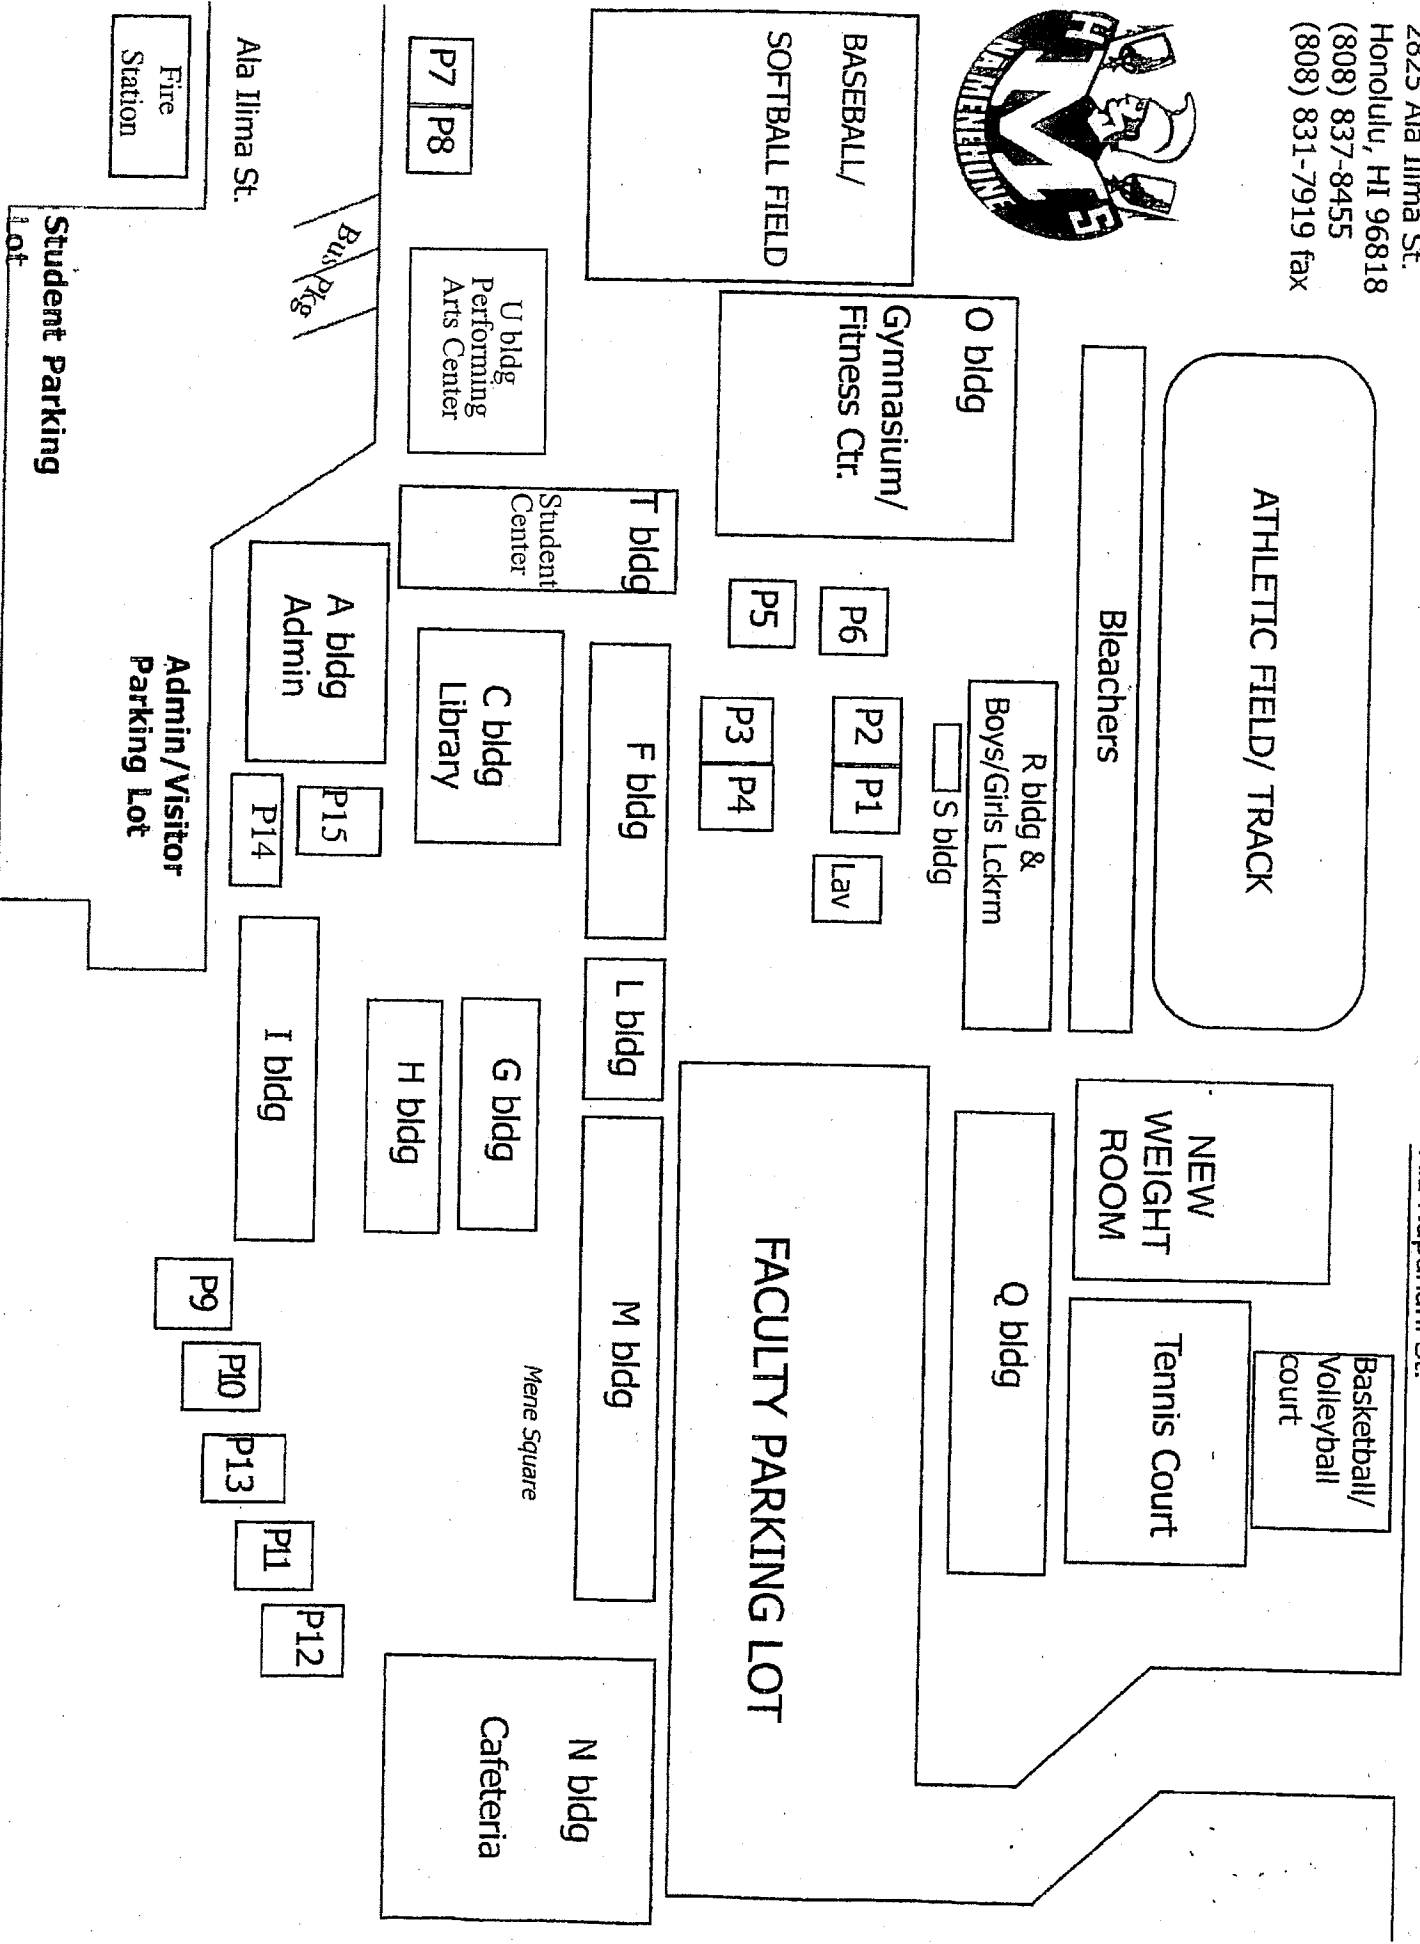 2825 Ala Ilima St.
Honolulu, HI 96818
(808) 837-8455
(808) 831-7919 fax
HMS
NA MENEHUNE
ATHLETIC FIELD/ TRACK
Bleachers
NEW
WEIGHT
ROOM
Basketball/
Volleyball
court
Tennis Court
BASEBALL/
SOFTBALL FIELD
O bldg
Gymnasium/
Fitness Ctr.
R bldg &
Boys/Girls Lckrm
S bldg
Q bldg
P6
P5
P2
P1
P3
P4
Lav
FACULTY PARKING LOT
P7
P8
U bldg
Performing
Arts Center
T bldg
Student
Center
F bldg
L bldg
M bldg
C bldg
Library
G bldg
H bldg
Mene Square
N bldg
Cafeteria
A bldg
Admin
P15
P14
I bldg
P9
P10
P13
P11
P12
Bus Pkg
Ala Ilima St.
Fire
Station
Admin/Visitor
Parking Lot
Student Parking
Lot